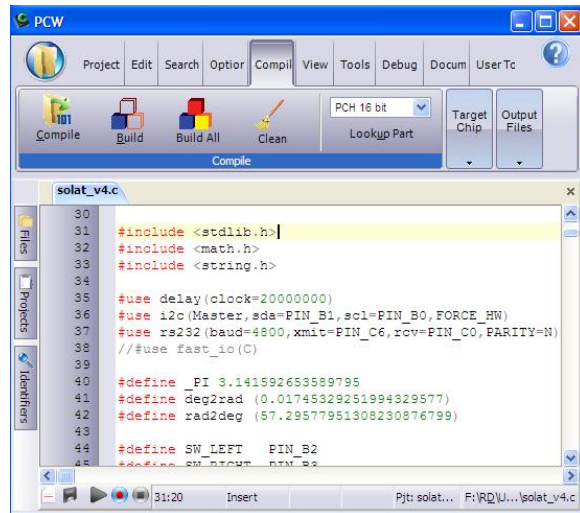 PCW
Project Edit Search Optior Compil View Tools Debug Docum User Tc
101
Compile Build Build All Clean
PCH 16 bit
Lookup Part
Target Chip
Output Files
Compile
solat_v4.c
Files
Projects
Identifiers
30
31 #include <stdlib.h>
32 #include <math.h>
33 #include <string.h>
34
35 #use delay(clock=20000000)
36 #use i2c(Master,sda=PIN_B1,scl=PIN_B0,FORCE_HW)
37 #use rs232(baud=4800,xmit=PIN_C6,rcv=PIN_C0,PARITY=N)
38 //#use fast_io(C)
39
40 #define _PI 3.141592653589795
41 #define deg2rad (0.01745329251994329577)
42 #define rad2deg (57.29577951308230876799)
43
44 #define SW_LEFT PIN_B2
45 #define SW_RIGHT PIN_B3
31:20 Insert Pjt: solat... F:\RD\U...\solat_v4.c